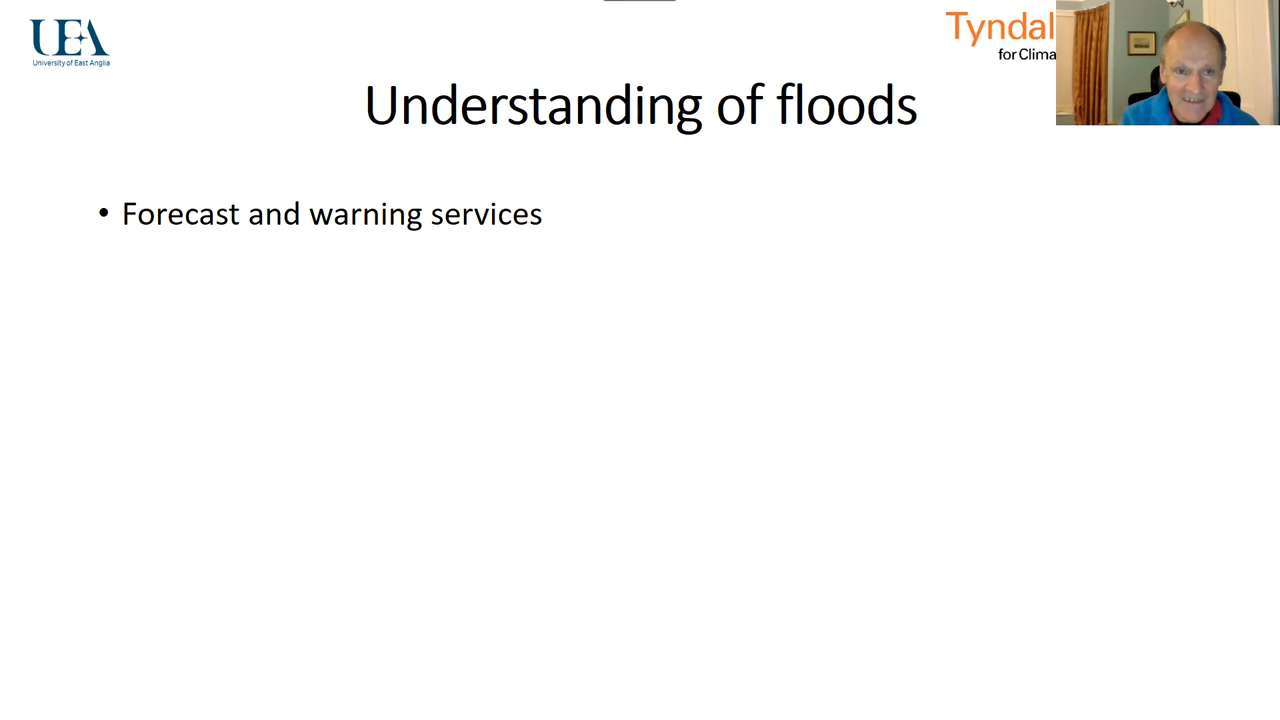 UEA
University of East Anglia
Tyndal
for Clima
Understanding of floods
• Forecast and warning services